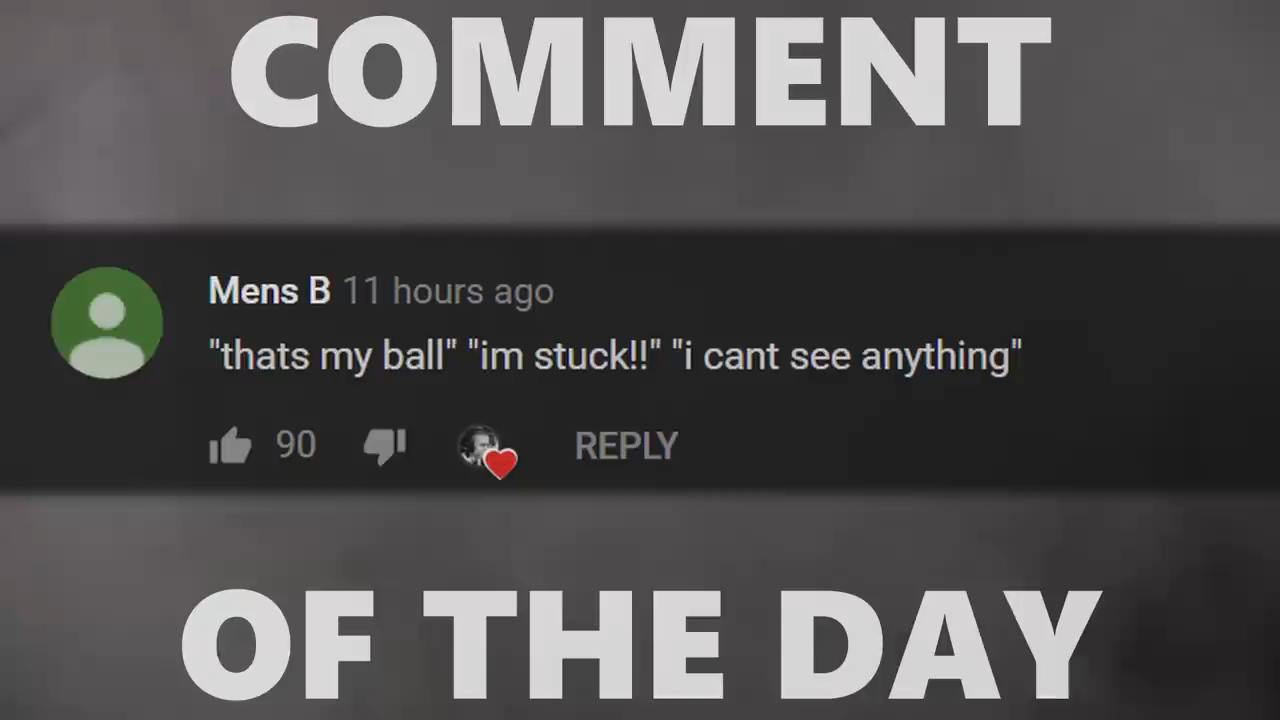 COMMENT
Mens B 11 hours ago
"thats my ball" "im stuck!!" "i cant see anything"
90 REPLY
OF THE DAY